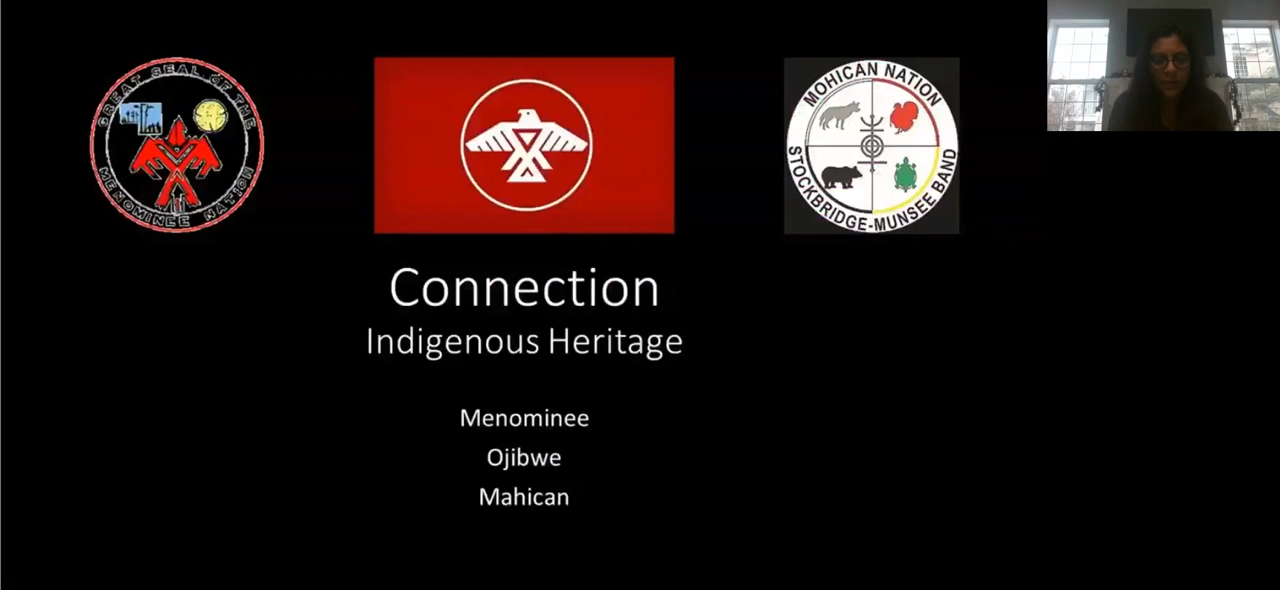 GREAT SEAL OF THE
MENOMINEE NATION
MOHICAN NATION
STOCKBRIDGE-MUNSEE BAND
Connection
Indigenous Heritage
Menominee
Ojibwe
Mahican